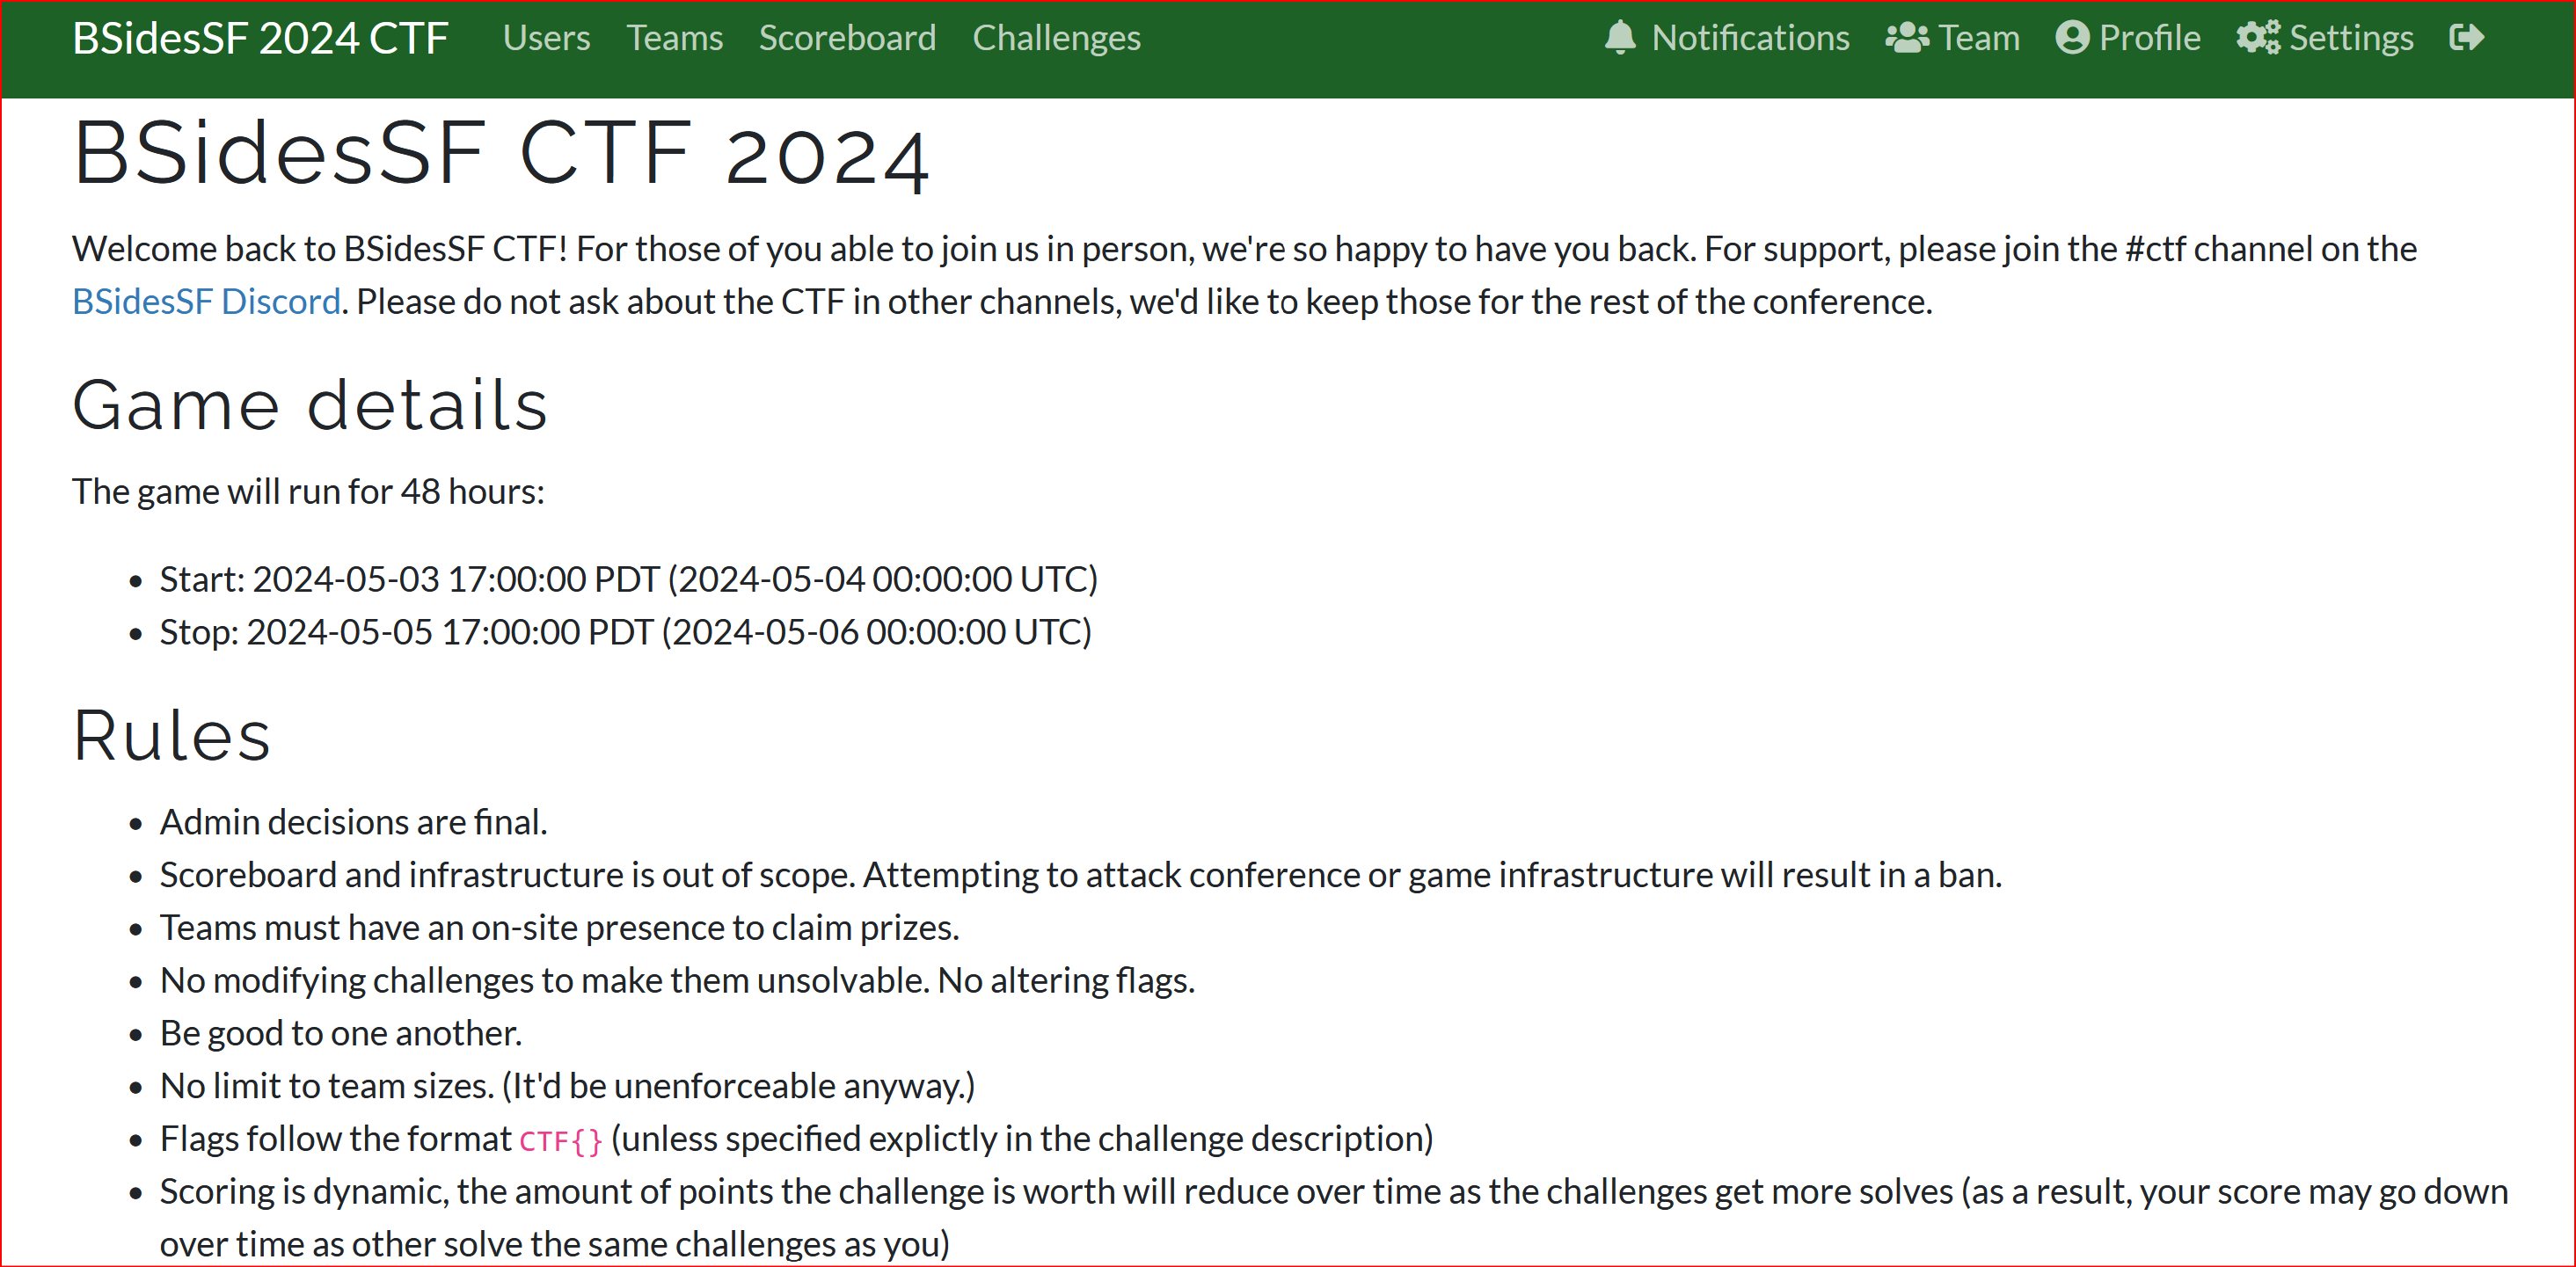 BSidesSF 2024 CTF Users Teams Scoreboard Challenges Notifications Team Profile Settings
BSidesSF CTF 2024
Welcome back to BSidesSF CTF! For those of you able to join us in person, we're so happy to have you back. For support, please join the #ctf channel on the
BSidesSF Discord. Please do not ask about the CTF in other channels, we'd like to keep those for the rest of the conference.
Game details
The game will run for 48 hours:
• Start: 2024-05-03 17:00:00 PDT (2024-05-04 00:00:00 UTC)
• Stop: 2024-05-05 17:00:00 PDT (2024-05-06 00:00:00 UTC)
Rules
• Admin decisions are final.
• Scoreboard and infrastructure is out of scope. Attempting to attack conference or game infrastructure will result in a ban.
• Teams must have an on-site presence to claim prizes.
• No modifying challenges to make them unsolvable. No altering flags.
• Be good to one another.
• No limit to team sizes. (It'd be unenforceable anyway.)
• Flags follow the format CTF{} (unless specified explictly in the challenge description)
• Scoring is dynamic, the amount of points the challenge is worth will reduce over time as the challenges get more solves (as a result, your score may go down
over time as other solve the same challenges as you)